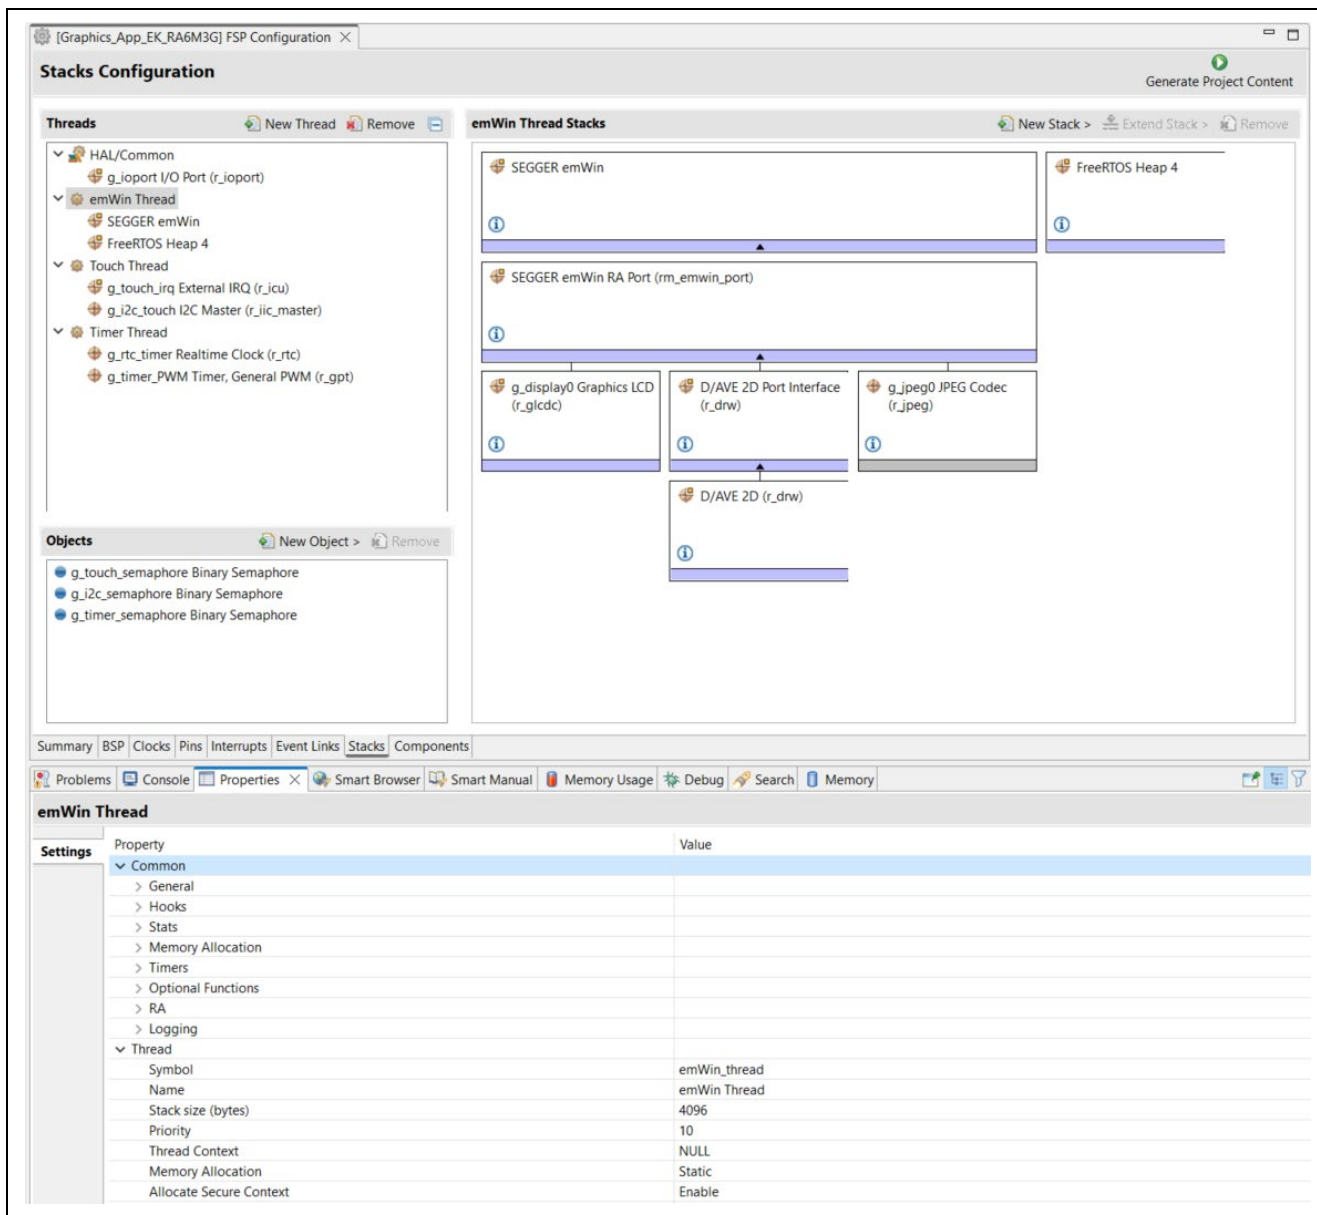 [Graphics_App_EK_RA6M3G] FSP Configuration
Stacks Configuration
Generate Project Content
Threads
New Thread
Remove
HAL/Common
g_ioport I/O Port (r_ioport)
emWin Thread
SEGGER emWin
FreeRTOS Heap 4
Touch Thread
g_touch_irq External IRQ (r_icu)
g_i2c_touch I2C Master (r_iic_master)
Timer Thread
g_rtc_timer Realtime Clock (r_rtc)
g_timer_PWM Timer, General PWM (r_gpt)
Objects
New Object >
Remove
g_touch_semaphore Binary Semaphore
g_i2c_semaphore Binary Semaphore
g_timer_semaphore Binary Semaphore
emWin Thread Stacks
New Stack >
Extend Stack >
Remove
SEGGER emWin
FreeRTOS Heap 4
SEGGER emWin RA Port (rm_emwin_port)
g_display0 Graphics LCD
(r_glcdc)
D/AVE 2D Port Interface
(r_drw)
g_jpeg0 JPEG Codec
(r_jpeg)
D/AVE 2D (r_drw)
Summary BSP Clocks Pins Interrupts Event Links Stacks Components
Problems Console Properties Smart Browser Smart Manual Memory Usage Debug Search Memory
emWin Thread
Settings
Property Value
Common
General
Hooks
Stats
Memory Allocation
Timers
Optional Functions
RA
Logging
Thread
Symbol emWin_thread
Name emWin Thread
Stack size (bytes) 4096
Priority 10
Thread Context NULL
Memory Allocation Static
Allocate Secure Context Enable